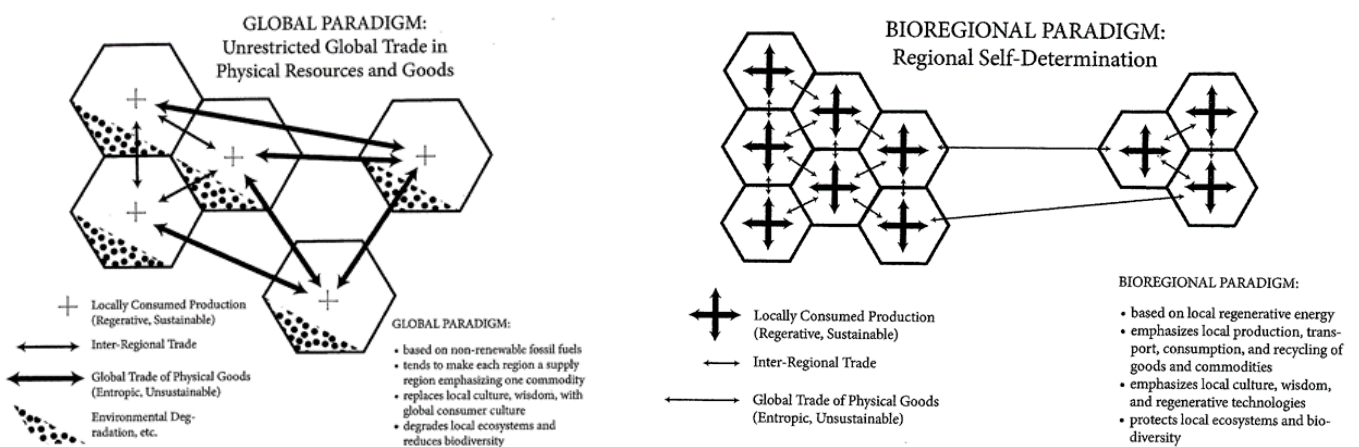 GLOBAL PARADIGM:
Unrestricted Global Trade in
Physical Resources and Goods
Locally Consumed Production
(Regerative, Sustainable)
Inter-Regional Trade
Global Trade of Physical Goods
(Entropic, Unsustainable)
Environmental Deg-
radation, etc.
GLOBAL PARADIGM:
• based on non-renewable fossil fuels
• tends to make each region a supply
region emphasizing one commodity
• replaces local culture, wisdom, with
global consumer culture
• degrades local ecosystems and
reduces biodiversity
BIOREGIONAL PARADIGM:
Regional Self-Determination
Locally Consumed Production
(Regerative, Sustainable)
Inter-Regional Trade
Global Trade of Physical Goods
(Entropic, Unsustainable)
BIOREGIONAL PARADIGM:
• based on local regenerative energy
• emphasizes local production, trans-
port, consumption, and recycling of
goods and commodities
• emphasizes local culture, wisdom,
and regenerative technologies
• protects local ecosystems and bio-
diversity